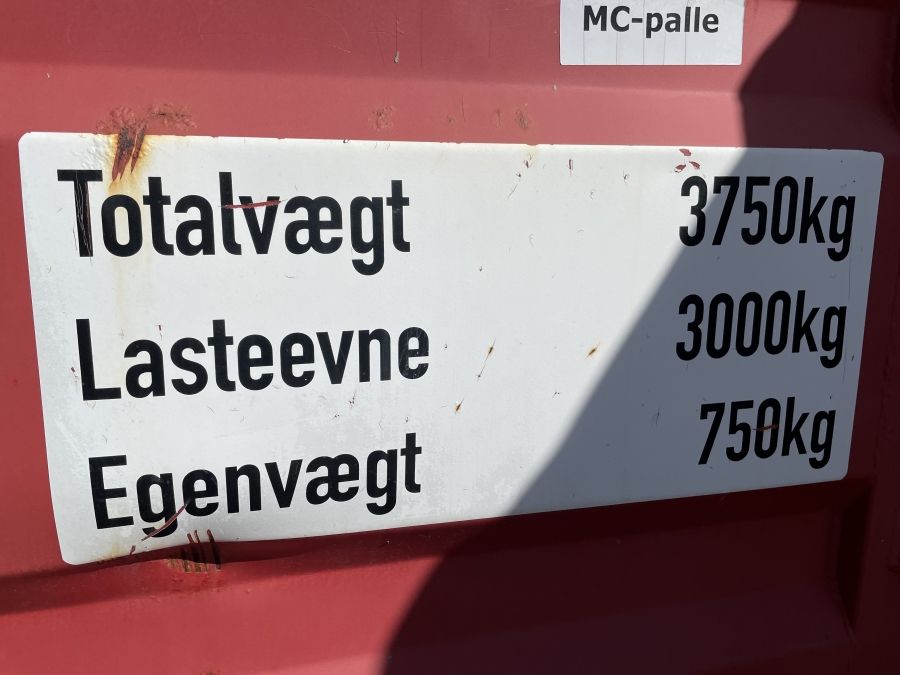 MC-palle
Totalvægt 3750kg
Lasteevne 3000kg
Egenvægt 750kg